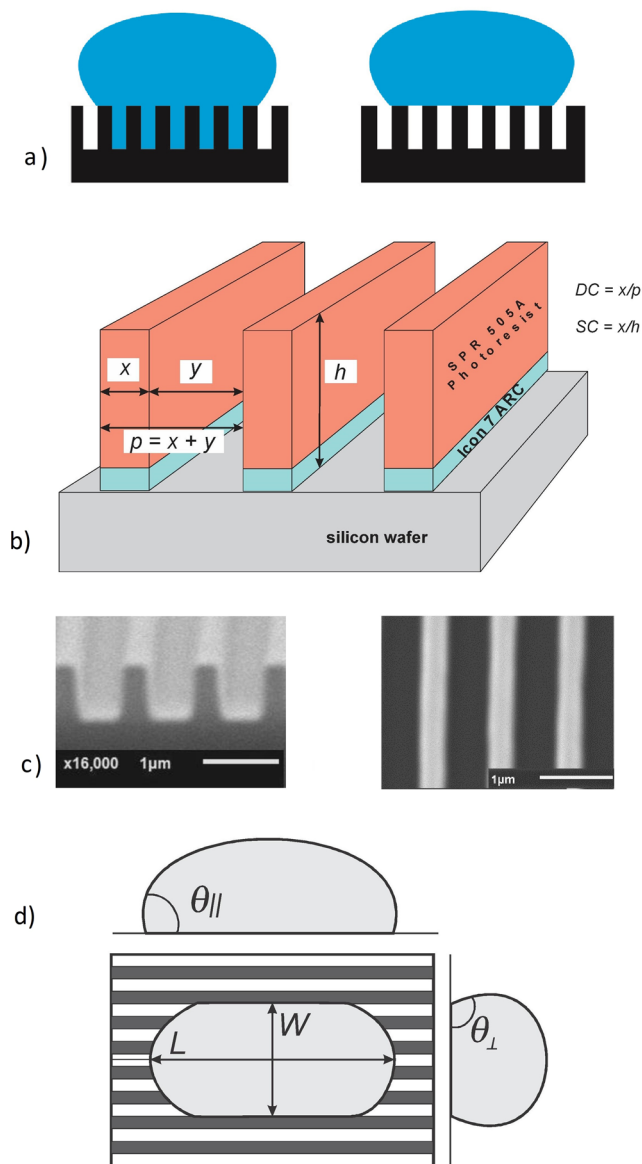 a)
DC = x/p
SC = x/h
SPR 505A
Photoresist
x
y
h
p = x + y
Icon 7 ARC
silicon wafer
b)
x16,000 1µm
1µm
c)
d)
θ||
L
W
θ⊥